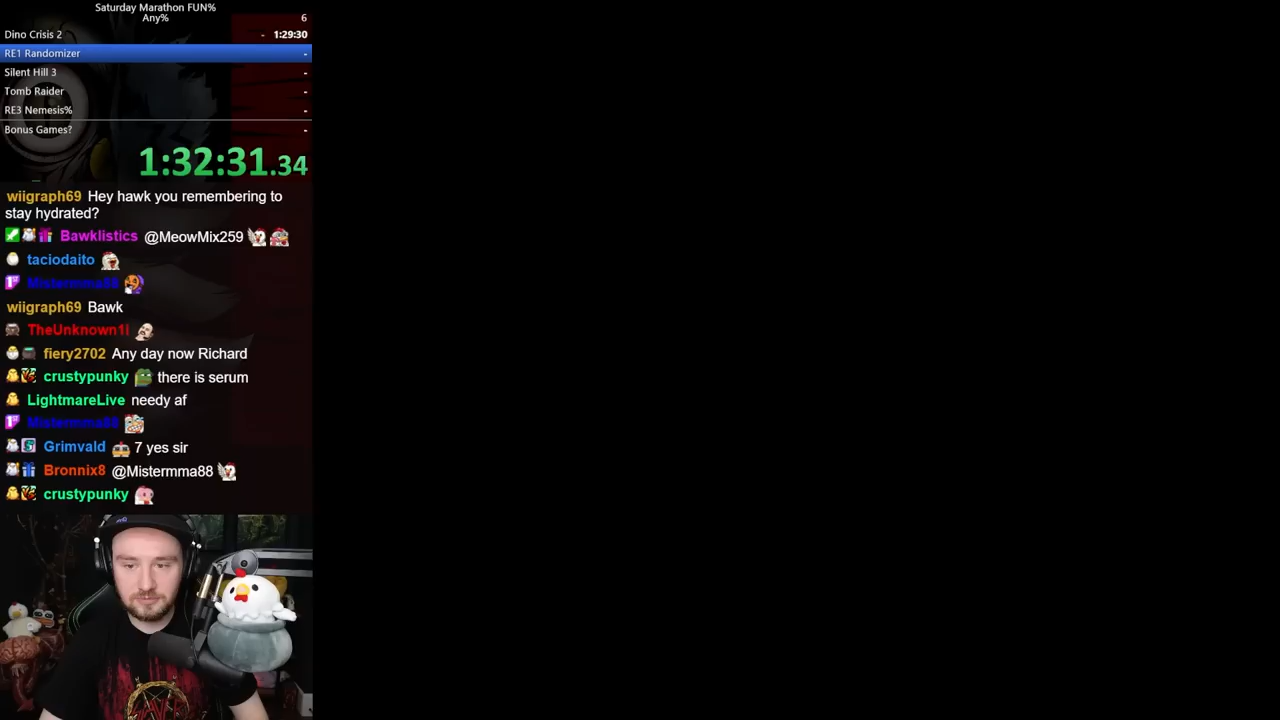 Saturday Marathon FUN%
Any%
6
Dino Crisis 2 - 1:29:30
RE1 Randomizer -
Silent Hill 3 -
Tomb Raider -
RE3 Nemesis% -
Bonus Games? -
1:32:31.34
wiigraph69 Hey hawk you remembering to
stay hydrated?
Bawklistics @MeowMix259
taciodaito
Mistermma88
wiigraph69 Bawk
TheUnknown1l
fiery2702 Any day now Richard
crustypunky there is serum
LightmareLive needy af
Mistermma88
Grimvald 7 yes sir
Bronnix8 @Mistermma88
crustypunky